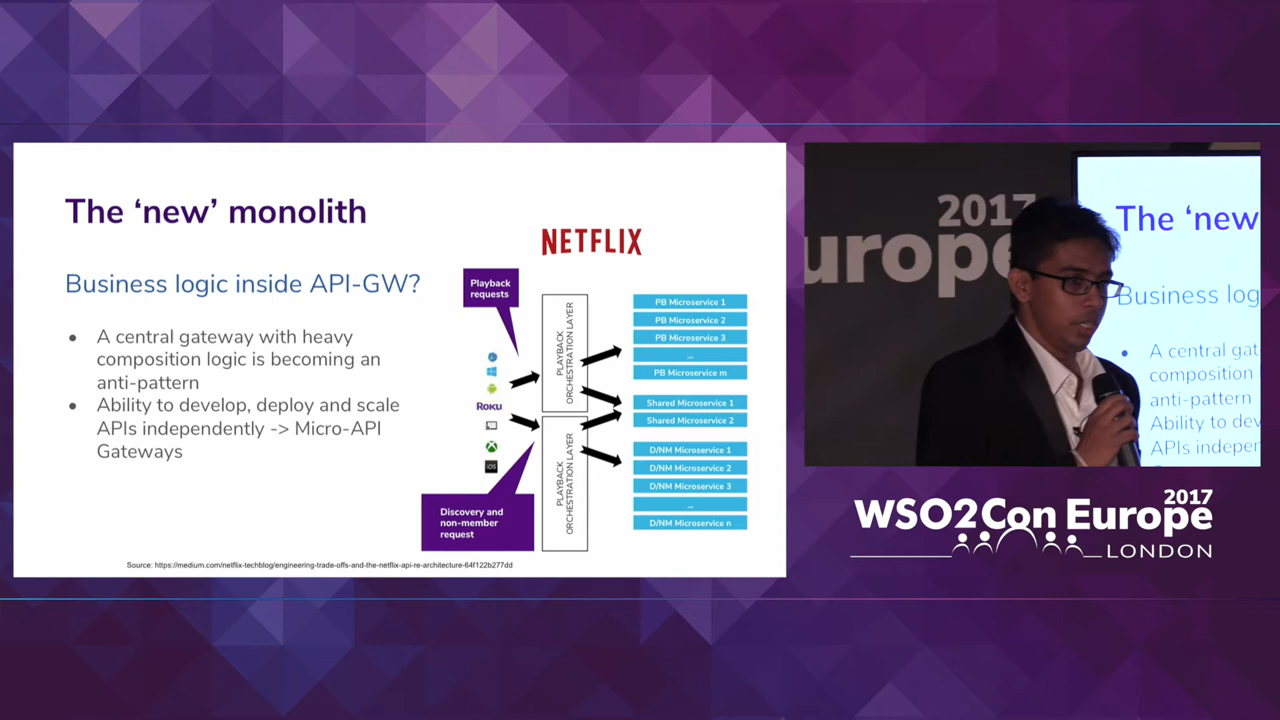 The ‘new’ monolith
Business logic inside API-GW?
● A central gateway with heavy
composition logic is becoming an
anti-pattern
● Ability to develop, deploy and scale
APIs independently -> Micro-API
Gateways
NETFLIX
Playback
requests
ROKU
iOS
Discovery and
non-member
request
PLAYBACK
ORCHESTRATION LAYER
PLAYBACK
ORCHESTRATION LAYER
PB Microservice 1
PB Microservice 2
PB Microservice 3
...
PB Microservice m
Shared Microservice 1
Shared Microservice 2
D/NM Microservice 1
D/NM Microservice 2
D/NM Microservice 3
...
D/NM Microservice n
Source: https://medium.com/netflix-techblog/engineering-trade-offs-and-the-netflix-api-re-architecture-64f122b277dd
2017
urope
The ‘new
Business log
● A central gat
composition
anti-pattern
Ability to dev
APIs indeper
2017
WSO2Con Europe
LONDON